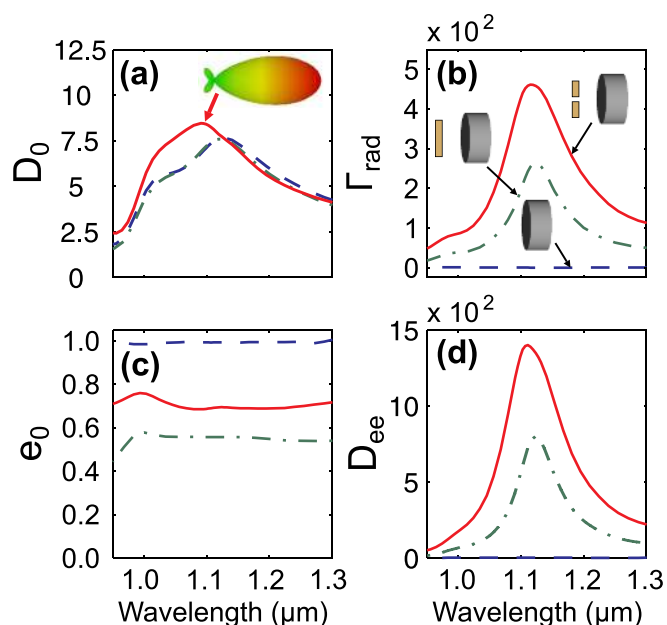 x 10²
12.5
10
7.5
5.0
2.5
0
D₀
(a)
5
4
3
2
1
0
Γrad
(b)
x 10²
1.0
0.8
0.6
0.4
0.2
0.0
e₀
(c)
15
10
5
0
Dee
(d)
1.0 1.1 1.2 1.3
Wavelength (μm)
1.0 1.1 1.2 1.3
Wavelength (μm)